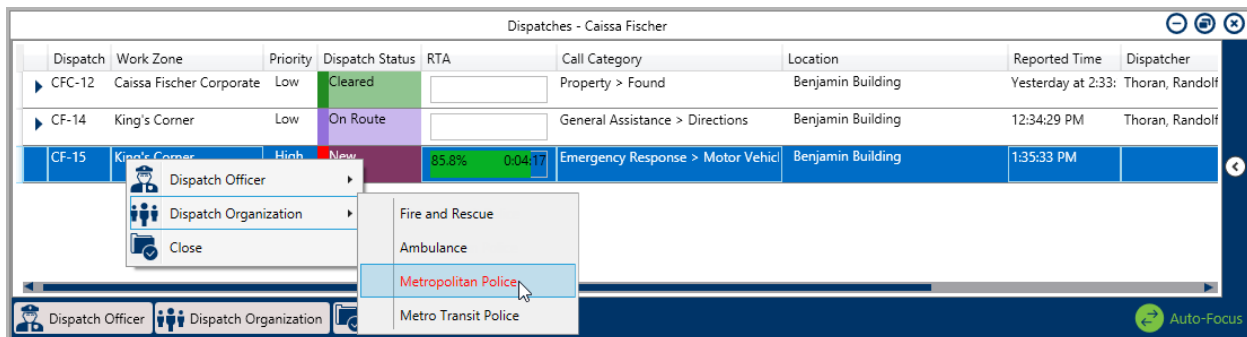 Dispatches - Caissa Fischer
Dispatch Work Zone Priority Dispatch Status RTA Call Category Location Reported Time Dispatcher
CFC-12 Caissa Fischer Corporate Low Cleared Property > Found Benjamin Building Yesterday at 2:33: Thoran, Randolf
CF-14 King's Corner Low On Route General Assistance > Directions Benjamin Building 12:34:29 PM Thoran, Randolf
CF-15 King's Corner High New 85.8% 0:04:17 Emergency Response > Motor Vehicl Benjamin Building 1:35:33 PM
Dispatch Officer
Dispatch Organization
Close
Fire and Rescue
Ambulance
Metropolitan Police
Metro Transit Police
Dispatch Officer Dispatch Organization Auto-Focus